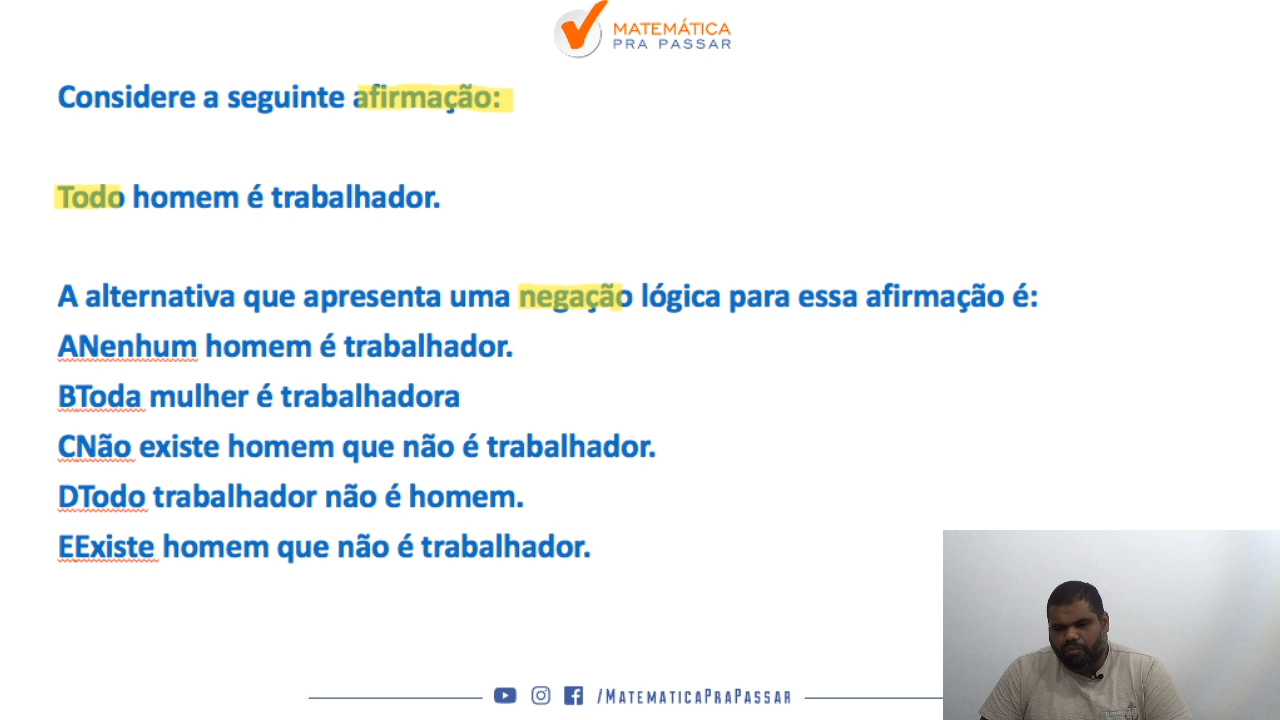 MATEMÁTICA
PRA PASSAR
Considere a seguinte afirmação:
Todo homem é trabalhador.
A alternativa que apresenta uma negação lógica para essa afirmação é:
ANenhum homem é trabalhador.
BToda mulher é trabalhadora
CNão existe homem que não é trabalhador.
DTodo trabalhador não é homem.
EExiste homem que não é trabalhador.
/MATEMATICAPRAPASSAR